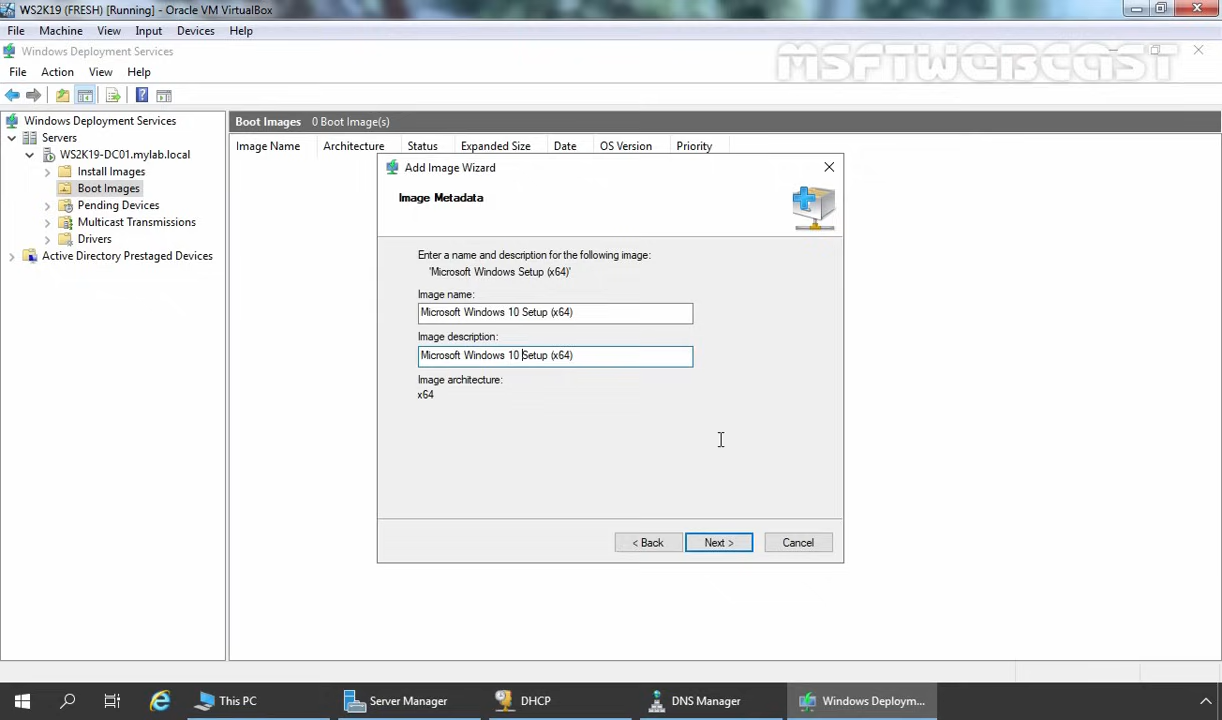 WS2K19 (FRESH) [Running] - Oracle VM VirtualBox
File Machine View Input Devices Help
Windows Deployment Services
MSFTWEBCAST
File Action View Help
Windows Deployment Services
Servers
WS2K19-DC01.mylab.local
Install Images
Boot Images
Pending Devices
Multicast Transmissions
Drivers
Active Directory Prestaged Devices
Boot Images 0 Boot Image(s)
Image Name Architecture Status Expanded Size Date OS Version Priority
Add Image Wizard
Image Metadata
Enter a name and description for the following image:
'Microsoft Windows Setup (x64)'
Image name:
Microsoft Windows 10 Setup (x64)
Image description:
Microsoft Windows 10 Setup (x64)
Image architecture:
x64
< Back Next > Cancel
This PC Server Manager DHCP DNS Manager Windows Deploym...